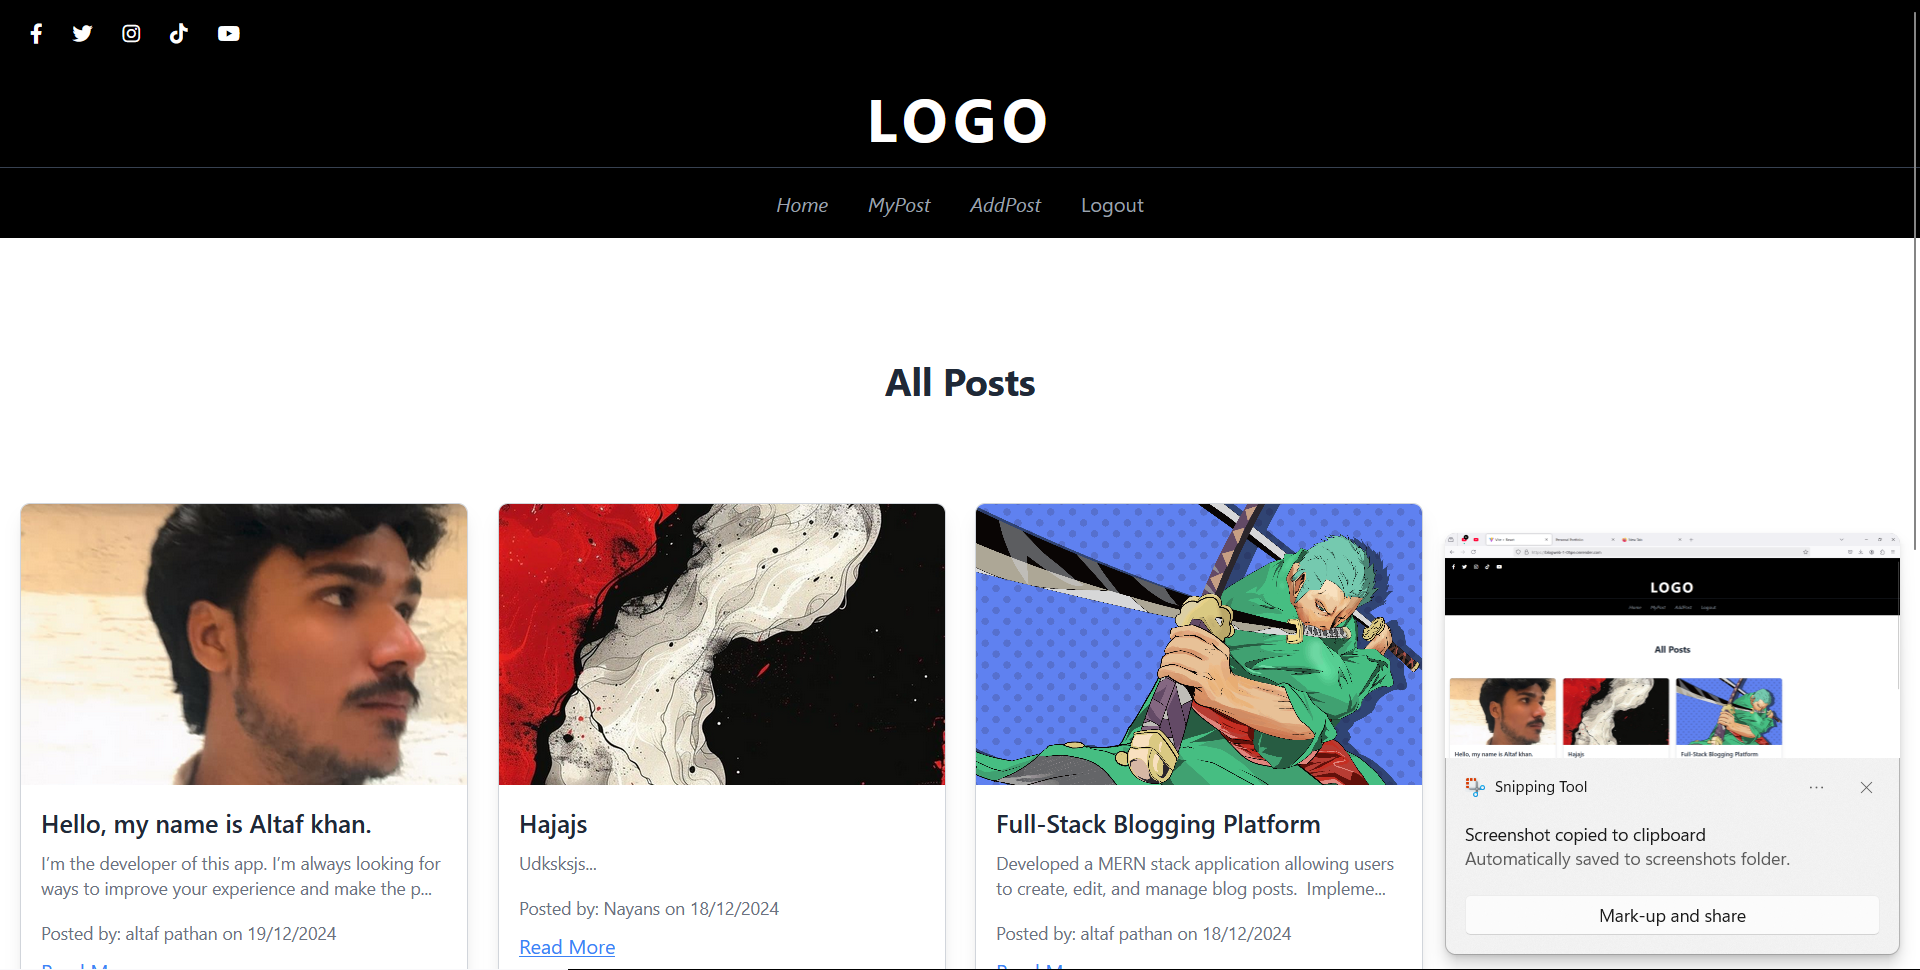 LOGO
Home MyPost AddPost Logout
All Posts
Hello, my name is Altaf khan.
I’m the developer of this app. I’m always looking for
ways to improve your experience and make the p...
Posted by: altaf pathan on 19/12/2024
Hajajs
Udksksjs...
Posted by: Nayans on 18/12/2024
Read More
Full-Stack Blogging Platform
Developed a MERN stack application allowing users
to create, edit, and manage blog posts. Impleme...
Posted by: altaf pathan on 18/12/2024
LOGO
Home MyPost AddPost Logout
All Posts
Hello, my name is Altaf khan.
Hajajs
Full-Stack Blogging Platform
Snipping Tool
Screenshot copied to clipboard
Automatically saved to screenshots folder.
Mark-up and share